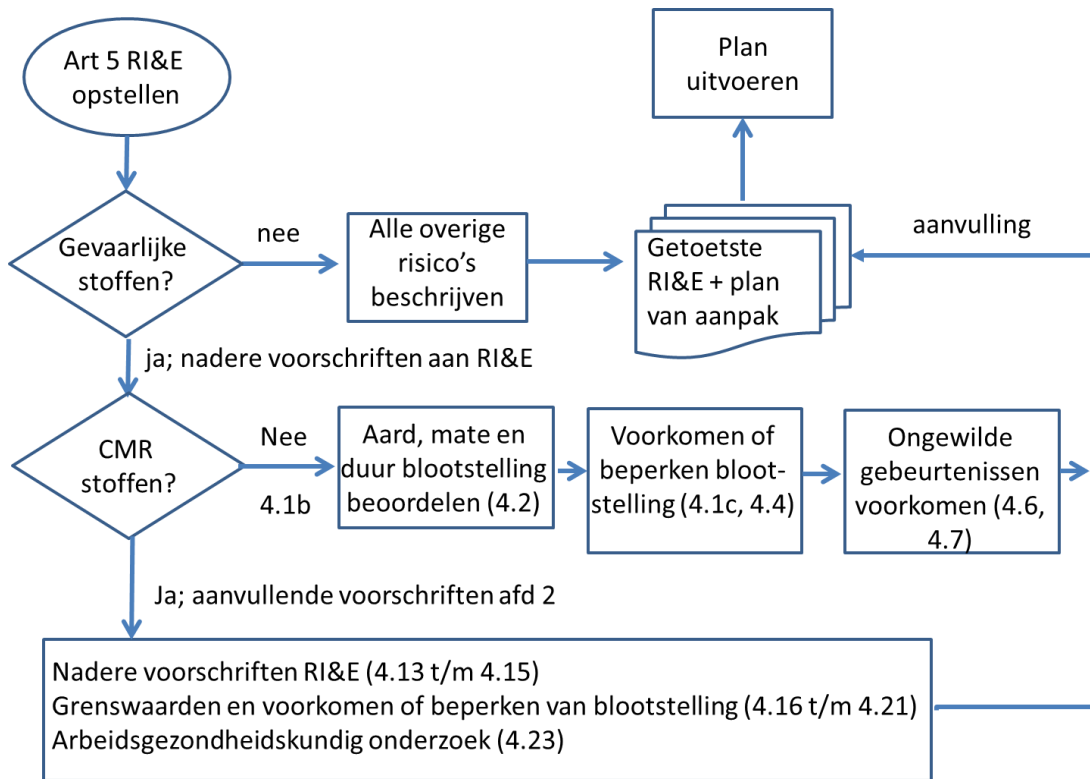 Art 5 RI&E
opstellen
Plan
uitvoeren
Gevaarlijke
stoffen?
nee
Alle overige
risico's
beschrijven
Getoetste
RI&E + plan
van aanpak
aanvulling
ja; nadere voorschriften aan RI&E
CMR
stoffen?
Nee
4.1b
Aard, mate en
duur blootstelling
beoordelen (4.2)
Voorkomen of
beperken bloot-
stelling (4.1c, 4.4)
Ongewilde
gebeurtenissen
voorkomen (4.6,
4.7)
Ja; aanvullende voorschriften afd 2
Nadere voorschriften RI&E (4.13 t/m 4.15)
Grenswaarden en voorkomen of beperken van blootstelling (4.16 t/m 4.21)
Arbeidsgezondheidskundig onderzoek (4.23)